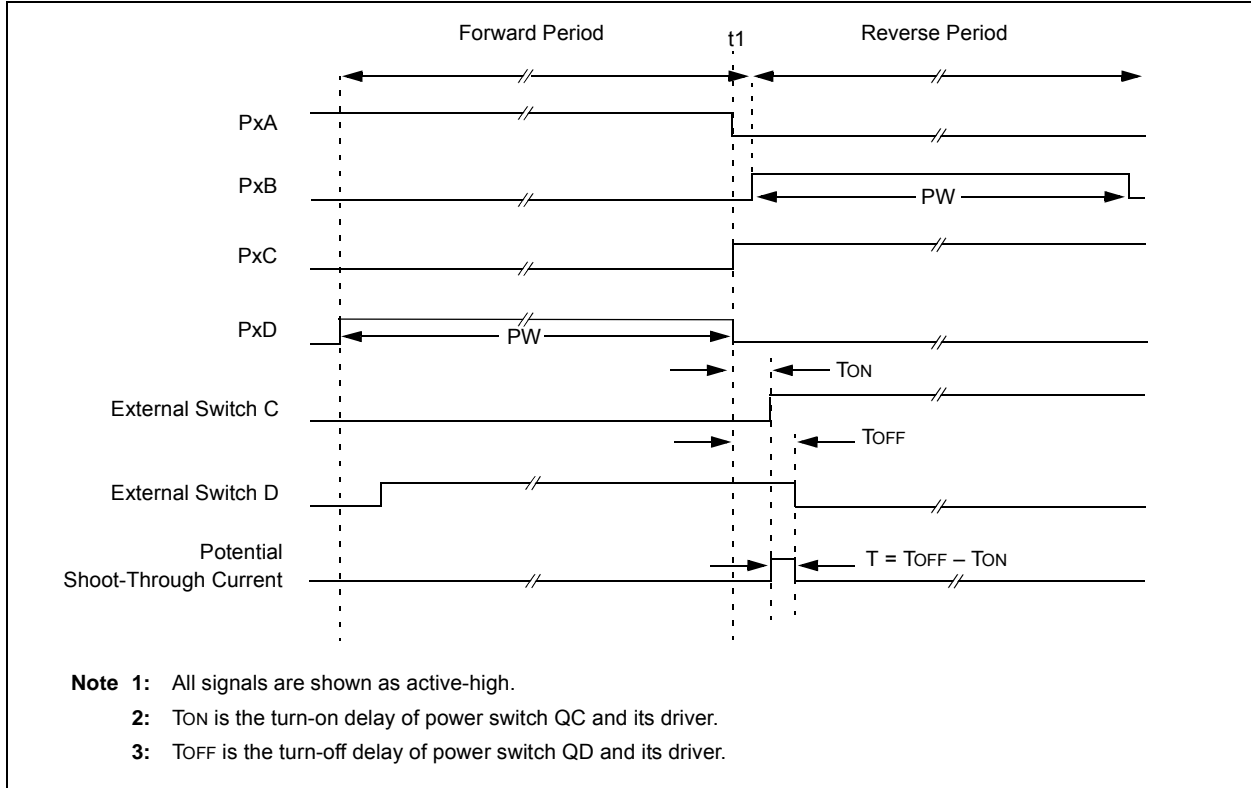 Forward Period
t1
Reverse Period
PxA
PxB
PW
PxC
PxD
PW
TON
External Switch C
TOFF
External Switch D
Potential
Shoot-Through Current
T = TOFF – TON
Note 1: All signals are shown as active-high.
2: TON is the turn-on delay of power switch QC and its driver.
3: TOFF is the turn-off delay of power switch QD and its driver.